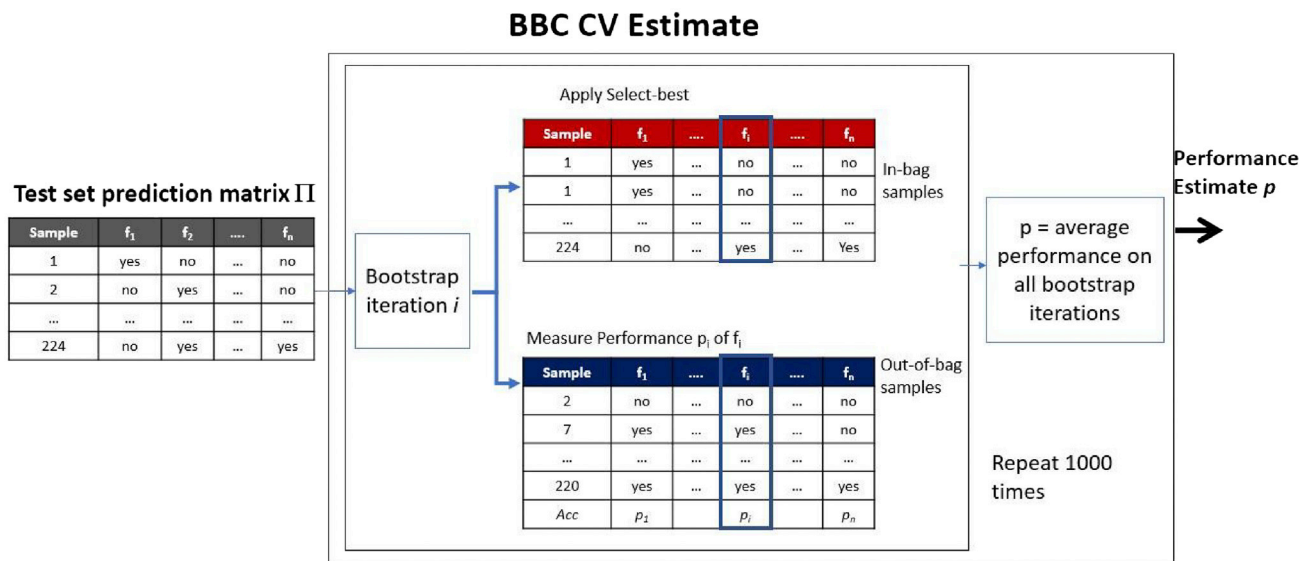 BBC CV Estimate
Test set prediction matrix Π
Sample f1 f2 .... fn
1 yes no ... no
2 no yes ... no
... ... ... ... ...
224 no yes ... yes
Bootstrap
iteration i
Apply Select-best
Sample f1 .... fi .... fn
1 yes ... no ... no
1 yes ... no ... no
... ... ... ... ... ...
224 no ... yes ... Yes
In-bag
samples
Measure Performance pi of fi
Sample f1 .... fi .... fn
2 no ... no ... no
7 yes ... yes ... no
... ... ... ... ... ...
220 yes ... yes ... yes
Acc p1 pi pn
Out-of-bag
samples
p = average
performance on
all bootstrap
iterations
Repeat 1000
times
Performance
Estimate p